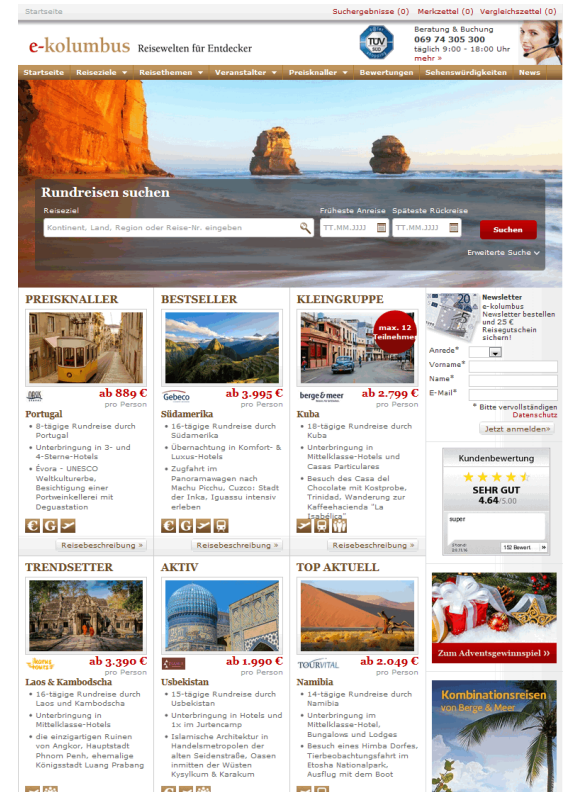 Startseite
Suchergebnisse (0) Merkzettel (0) Vergleichszettel (0)
e-kolumbus Reisewelten für Entdecker
TÜV
SÜD
Beratung & Buchung
069 74 305 300
täglich 9:00 - 18:00 Uhr
mehr »
Startseite Reiseziele Reisethemen Veranstalter Preisknaller Bewertungen Sehenswürdigkeiten News
Rundreisen suchen
Reiseziel
Früheste Anreise Späteste Rückreise
Kontinent, Land, Region oder Reise-Nr. eingeben
TT.MM.JJJJ
TT.MM.JJJJ
Suchen
Erweiterte Suche
PREISKNALLER
ab 889 €
pro Person
Portugal
• 8-tägige Rundreise durch
Portugal
• Unterbringung in 3- und
4-Sterne-Hotels
• Évora - UNESCO
Weltkulturerbe,
Besichtigung einer
Portweinkellerei mit
Degustation
Reisebeschreibung »
BESTSELLER
Gebeco
ab 3.995 €
pro Person
Südamerika
• 16-tägige Rundreise durch
Südamerika
• Übernachtung in Komfort- &
Luxus-Hotels
• Zugfahrt im
Panoramawagen nach
Machu Picchu, Cuzco: Stadt
der Inka, Iguassu intensiv
erleben
Reisebeschreibung »
KLEINGRUPPE
max. 12
Teilnehmer
berge & meer
ab 2.799 €
pro Person
Kuba
• 18-tägige Rundreise durch
Kuba
• Unterbringung in
Mittelklasse-Hotels und
Casas Particulares
• Besuch des Casa del
Chocolate mit Kostprobe,
Trinidad, Wanderung zur
Kaffeehacienda "La
Isabélica"
Reisebeschreibung »
Newsletter
e-kolumbus
Newsletter bestellen
und 25 €
Reisegutschein
sichern!
Anrede*
Vorname*
Name*
E-Mail*
* Bitte vervollständigen
Datenschutz
Jetzt anmelden»
Kundenbewertung
SEHR GUT
4.64/5.00
super
152 Bewert
Zum Adventsgewinnspiel »
Kombinationsreisen
von Berge & Meer
TRENDSETTER
ab 3.390 €
pro Person
Laos & Kambodscha
• 16-tägige Rundreise durch
Laos und Kambodscha
• Unterbringung in
Mittelklasse-Hotels
• die einzigartigen Ruinen
von Angkor, Hauptstadt
Phnom Penh, ehemalige
Königsstadt Luang Prabang
AKTIV
ab 1.990 €
pro Person
Usbekistan
• 15-tägige Rundreise durch
Usbekistan
• Unterbringung in Hotels und
1x im Jurtencamp
• Islamische Architektur in
Handelsmetropolen der
alten Seidenstraße, Oasen
inmitten der Wüsten
Kysylkum & Karakum
TOP AKTUELL
TOURVITAL
ab 2.049 €
pro Person
Namibia
• 14-tägige Rundreise durch
Namibia
• Unterbringung im
Mittelklasse-Hotel,
Bungalows und Lodges
• Besuch eines Himba Dorfes,
Tierbeobachtungsfahrt im
Etosha Nationalpark,
Ausflug mit dem Boot